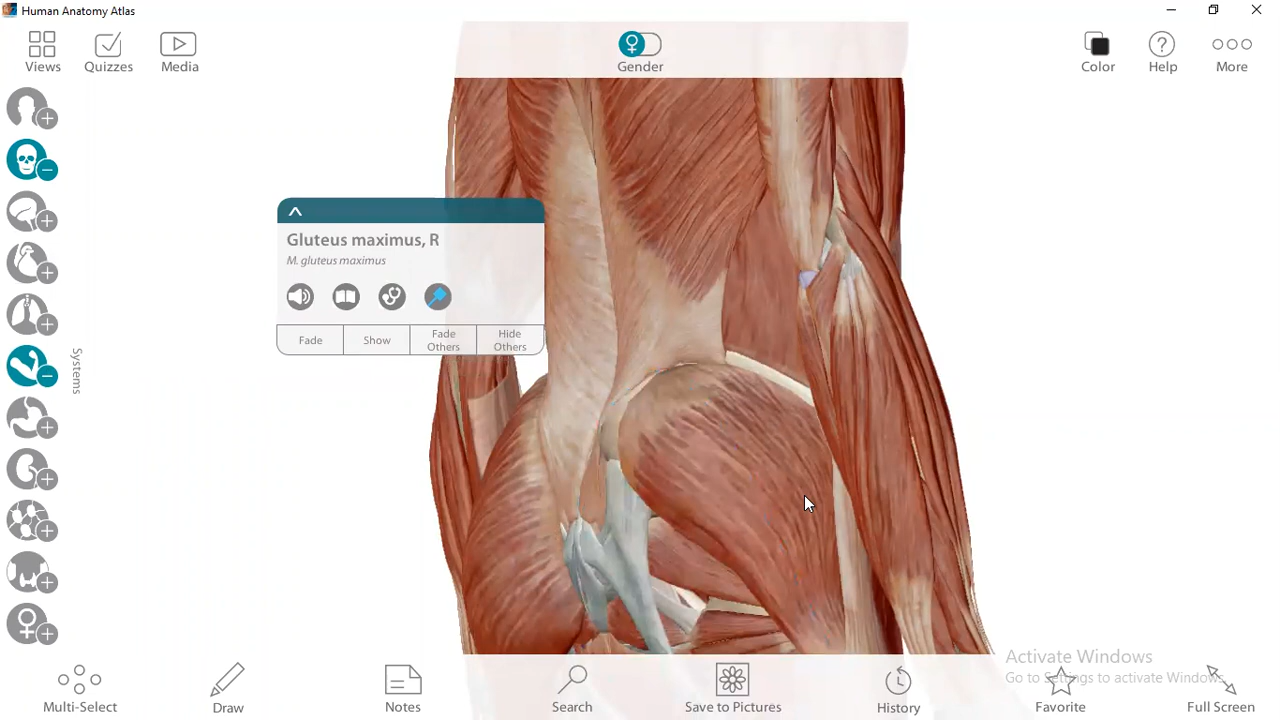 Human Anatomy Atlas
Views
Quizzes
Media
Gender
Color
Help
More
Systems
Gluteus maximus, R
M. gluteus maximus
Fade
Show
Fade
Others
Hide
Others
Activate Windows
Go to Settings to activate Windows.
Multi-Select
Draw
Notes
Search
Save to Pictures
History
Favorite
Full Screen